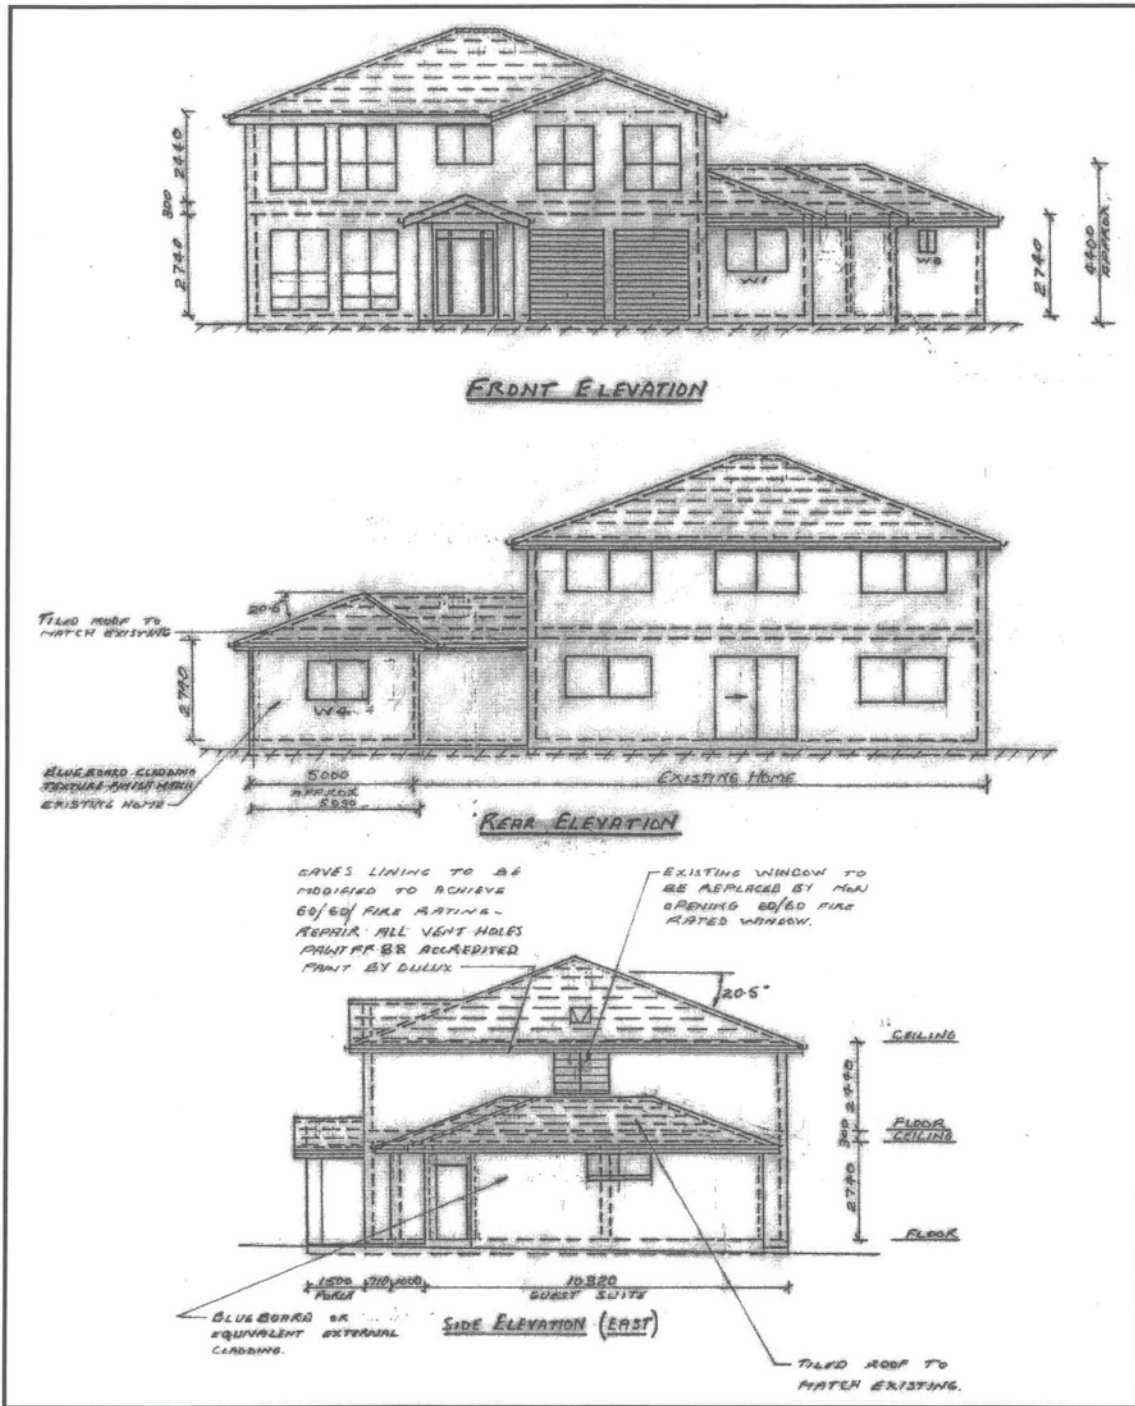 2440
300
2740
W1
W3
2740
4400
APPROX.
FRONT ELEVATION
20.5°
TILED ROOF TO
MATCH EXISTING
2740
W4
BLUEBOARD CLADDING
TEXTURE FINISH MATCH
EXISTING HOME
5000
APPROX
5090
EXISTING HOME
REAR ELEVATION
EAVES LINING TO BE
MODIFIED TO ACHIEVE
60/60/ FIRE RATING-
REPAIR ALL VENT HOLES
PAINT FF 88 ACCREDITED
PAINT BY DULUX
EXISTING WINDOW TO
BE REPLACED BY NON
OPENING 60/60 FIRE
RATED WINDOW.
20.5°
CEILING
2440
FLOOR
300
CEILING
2740
FLOOR
1500
710
1000
10320
PORCH
GUEST SUITE
BLUEBOARD OR
EQUIVALENT EXTERNAL
CLADDING.
SIDE ELEVATION (EAST)
TILED ROOF TO
MATCH EXISTING.